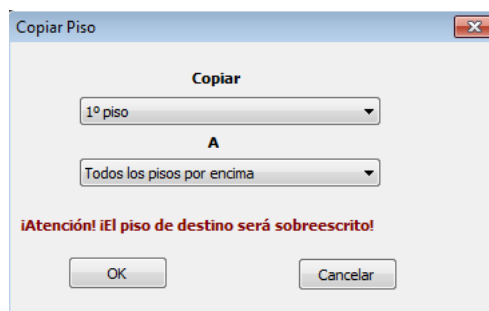 Copiar Piso
Copiar
1º piso
A
Todos los pisos por encima
¡Atención! ¡El piso de destino será sobreescrito!
OK
Cancelar